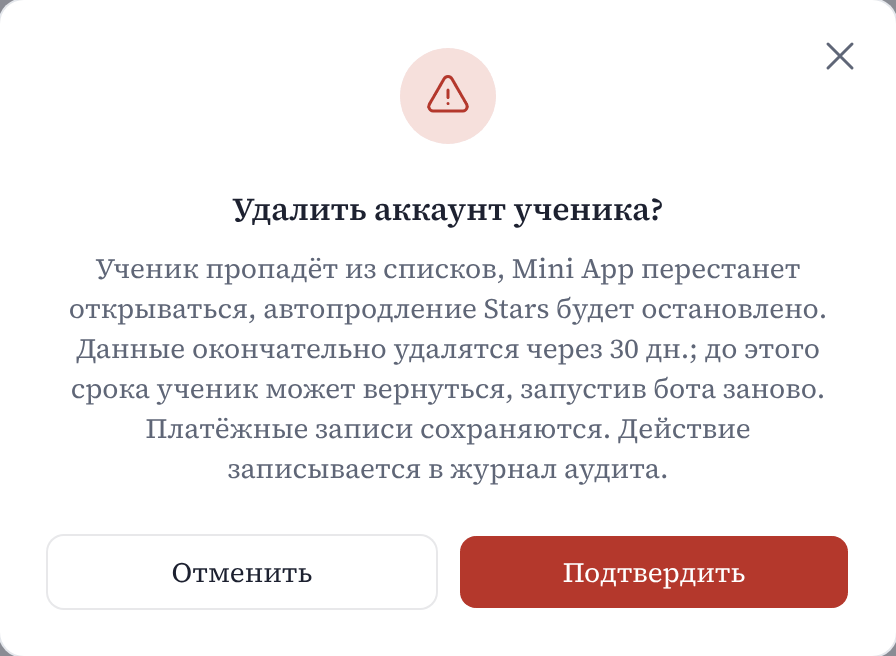 Удалить аккаунт ученика?
Ученик пропадёт из списков, Mini App перестанет
открываться, автопродление Stars будет остановлено.
Данные окончательно удалятся через 30 дн.; до этого
срока ученик может вернуться, запустив бота заново.
Платёжные записи сохраняются. Действие
записывается в журнал аудита.
Отменить
Подтвердить